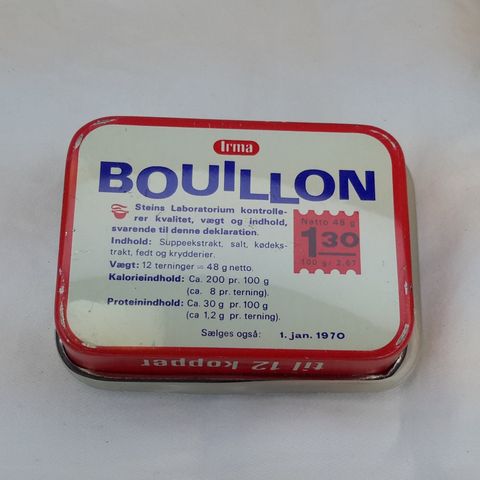 Irma
BOUILLON
Steins Laboratorium kontrolle-
rer kvalitet, vægt og indhold,
svarende til denne deklaration.
Indhold: Suppeekstrakt, salt, kødeks-
trakt, fedt og krydderier.
Vægt: 12 terninger = 48 g netto.
Kalorieindhold: Ca. 200 pr. 100 g
(ca. 8 pr. terning).
Proteinindhold: Ca. 30 g pr. 100 g
(ca 1,2 g pr. terning).
Sælges også: 1. jan. 1970
Netto 48 g
1 30
100 g = 2.67
til 12 kopper